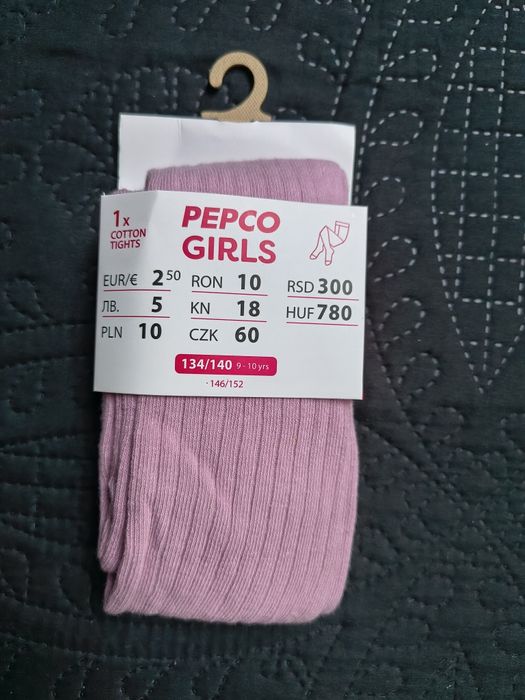 1x
COTTON
TIGHTS
PEPCO
GIRLS
EUR/€ 2 50
RON 10
RSD 300
ЛВ. 5
KN 18
HUF 780
PLN 10
CZK 60
134/140 9 - 10 yrs
· 146/152